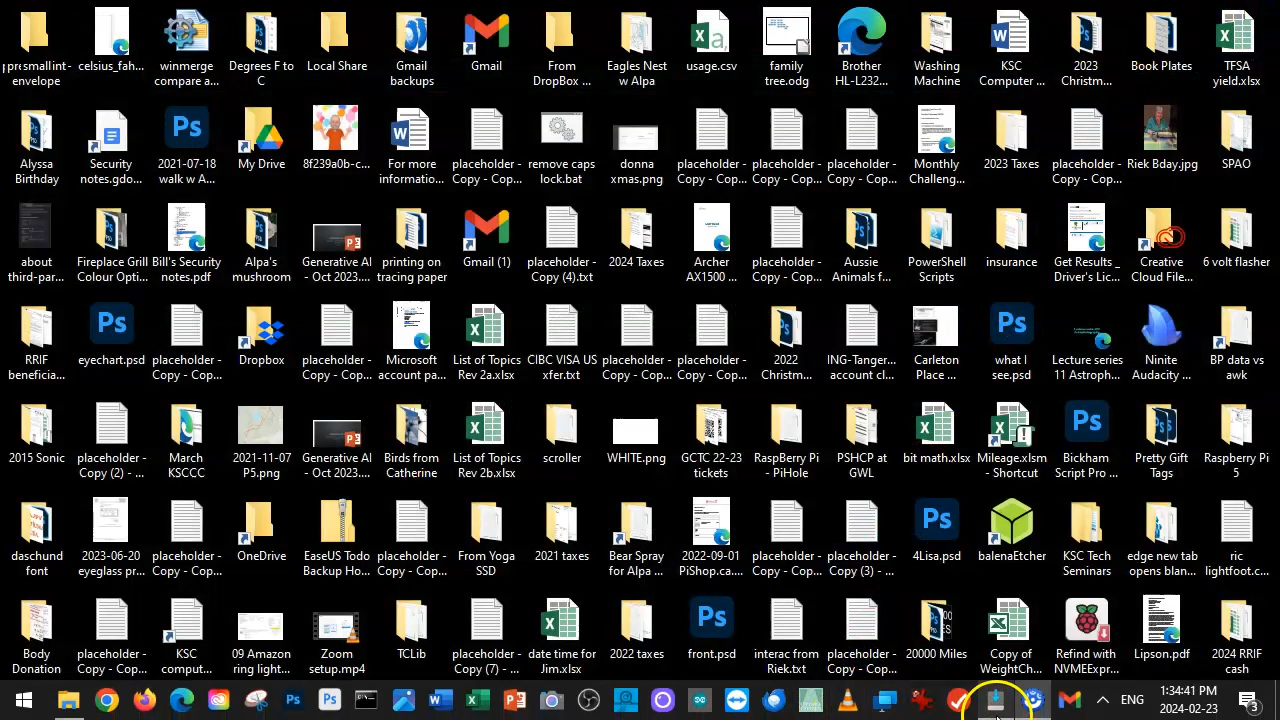 prsmallint-
envelope
celsius_fah...
winmerge
compare a...
Degrees F to
C
Local Share
Gmail
backups
Gmail
From
DropBox ...
Eagles Nest
w Alpa
usage.csv
family
tree.odg
Brother
HL-L232...
Washing
Machine
KSC
Computer ...
2023
Christm...
Book Plates
TFSA
yield.xlsx
Alyssa
Birthday
Security
notes.gdo...
2021-07-18
walk w A...
My Drive
8f239a0b-c...
For more
informatio...
placeholder -
Copy - Cop...
remove caps
lock.bat
donna
xmas.png
placeholder -
Copy - Cop...
placeholder -
Copy - Cop...
placeholder -
Copy - Cop...
Monthly
Challeng...
2023 Taxes
placeholder -
Copy - Cop...
Riek Bday.jpg
SPAO
about
third-par...
Fireplace Grill
Colour Opti...
Bill's Security
notes.pdf
Alpa's
mushroom
Generative AI
- Oct 2023....
printing on
tracing paper
Gmail (1)
placeholder -
Copy (4).txt
2024 Taxes
Archer
AX1500 ...
placeholder -
Copy - Cop...
Aussie
Animals f...
PowerShell
Scripts
insurance
Get Results _
Driver's Lic...
Creative
Cloud File...
6 volt flasher
RRIF
beneficia...
eyechart.psd
placeholder -
Copy - Cop...
Dropbox
placeholder -
Copy - Cop...
Microsoft
account pa...
List of Topics
Rev 2a.xlsx
CIBC VISA US
xfer.txt
placeholder -
Copy - Cop...
placeholder -
Copy - Cop...
2022
Christm...
ING-Tanger...
account cl...
Carleton
Place ...
what I
see.psd
Lecture series
11 Astroph...
Ninite
Audacity ...
BP data vs
awk
2015 Sonic
placeholder -
Copy (2) - ...
March
KSCCC
2021-11-07
P5.png
Generative AI
- Oct 2023....
Birds from
Catherine
List of Topics
Rev 2b.xlsx
scroller
WHITE.png
GCTC 22-23
tickets
RaspBerry Pi
- PiHole
PSHCP at
GWL
bit math.xlsx
Mileage.xlsm
- Shortcut
Bickham
Script Pro ...
Pretty Gift
Tags
Raspberry Pi
5
daschund
font
2023-06-20
eyeglass pr...
placeholder -
Copy - Cop...
OneDrive
EaseUS Todo
Backup Ho...
placeholder -
Copy - Cop...
From Yoga
SSD
2021 taxes
Bear Spray
for Alpa ...
2022-09-01
PiShop.ca....
placeholder -
Copy - Cop...
placeholder -
Copy (3) - ...
4Lisa.psd
balenaEtcher
KSC Tech
Seminars
edge new tab
opens blan...
ric
lightfoot.c...
Body
Donation
placeholder -
Copy - Cop...
KSC
comput...
09 Amazon
ring light...
Zoom
setup.mp4
TCLib
placeholder -
Copy (7) - ...
date time for
Jim.xlsx
2022 taxes
front.psd
interac from
Riek.txt
placeholder -
Copy - Cop...
20000 Miles
Copy of
WeightCh...
Refind with
NVMEExpr...
Lipson.pdf
2024 RRIF
cash
ENG
1:34:41 PM
2024-02-23
3